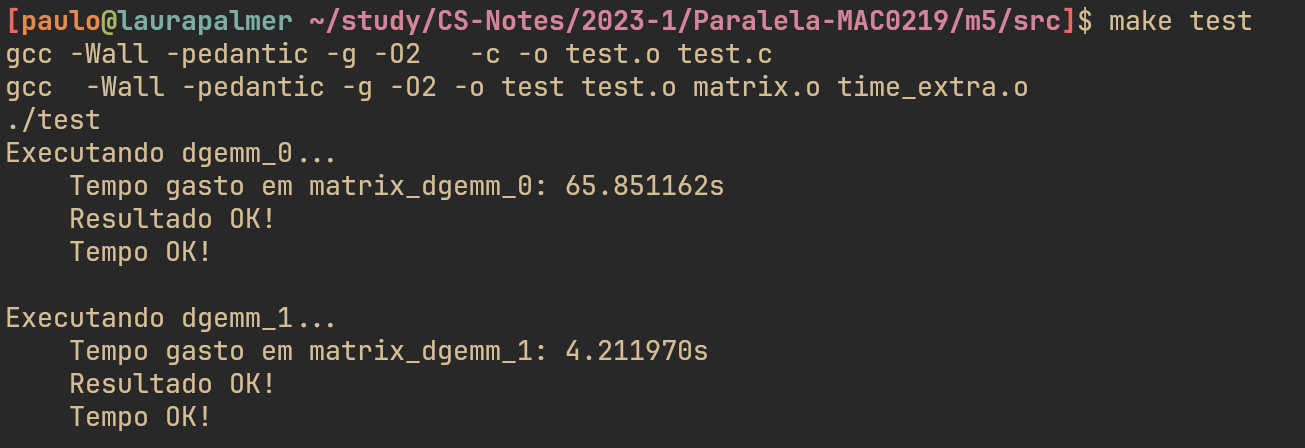 [paulo@laurapalmer ~/study/CS-Notes/2023-1/Paralela-MAC0219/m5/src]$ make test
gcc -Wall -pedantic -g -O2   -c -o test.o test.c
gcc  -Wall -pedantic -g -O2 -o test test.o matrix.o time_extra.o
./test
Executando dgemm_0...
    Tempo gasto em matrix_dgemm_0: 65.851162s
    Resultado OK!
    Tempo OK!

Executando dgemm_1...
    Tempo gasto em matrix_dgemm_1: 4.211970s
    Resultado OK!
    Tempo OK!